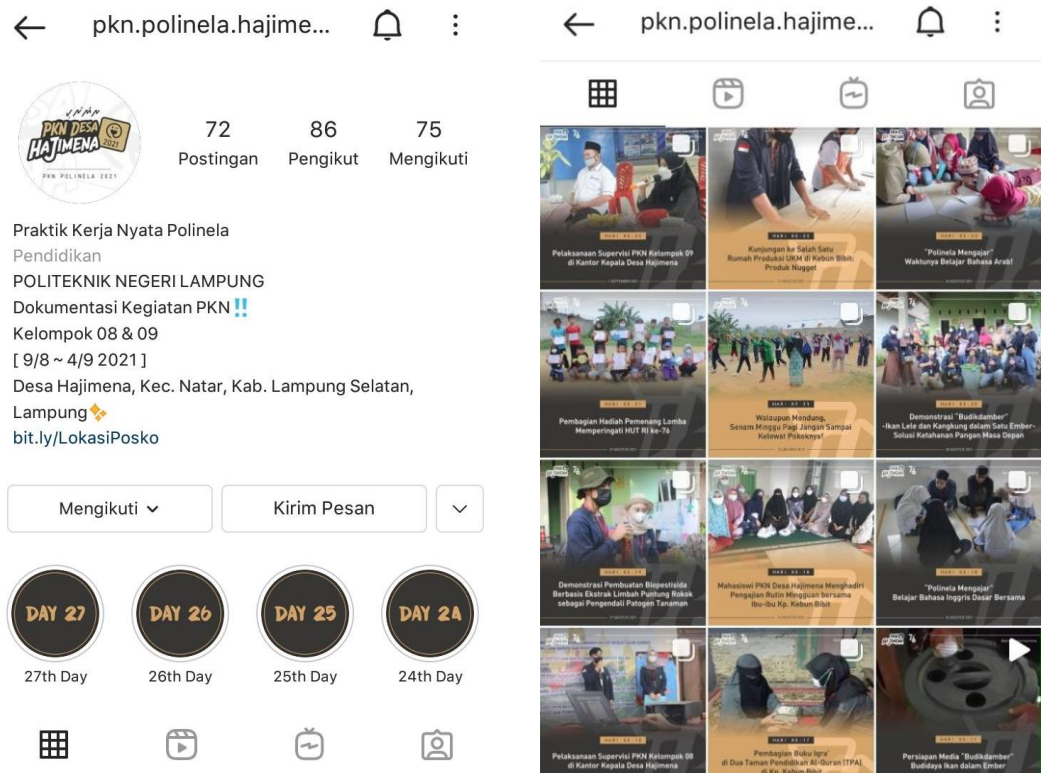 pkn.polinela.hajime...
PKN DESA
HAJIMENA
2021
PKN POLINELA 2021
72
Postingan
86
Pengikut
75
Mengikuti
Praktik Kerja Nyata Polinela
Pendidikan
POLITEKNIK NEGERI LAMPUNG
Dokumentasi Kegiatan PKN‼️
Kelompok 08 & 09
[ 9/8 ~ 4/9 2021 ]
Desa Hajimena, Kec. Natar, Kab. Lampung Selatan,
Lampung✨
bit.ly/LokasiPosko
Mengikuti
Kirim Pesan
DAY 27
DAY 26
DAY 25
DAY 24
27th Day
26th Day
25th Day
24th Day
pkn.polinela.hajime...
Pelaksanaan Supervisi PKN Kelompok 09
di Kantor Kepala Desa Hajimena
Kunjungan ke Salah Satu
Rumah Produksi UKM di Kebun Bibit;
Produk Nugget
"Polinela Mengajar"
Waktunya Belajar Bahasa Arab!
Pembagian Hadiah Pemenang Lomba
Memperingati HUT RI ke-76
Walaupun Mendung,
Senam Minggu Pagi Jangan Sampai
Kelewat Pokoknya!
Demonstrasi "Budikdamber"
-Ikan Lele dan Kangkung dalam Satu Ember-
Solusi Ketahanan Pangan Masa Depan
Demonstrasi Pembuatan Biopestisida
Berbasis Ekstrak Limbah Puntung Rokok
sebagai Pengendali Patogen Tanaman
Mahasiswi PKN Desa Hajimena Menghadiri
Pengajian Rutin Mingguan bersama
Ibu-ibu Kp. Kebun Bibit
"Polinela Mengajar"
Belajar Bahasa Inggris Dasar Bersama
Pelaksanaan Supervisi PKN Kelompok 08
di Kantor Kepala Desa Hajimena
Pembagian Buku Iqra'
di Dua Taman Pendidikan Al-Quran (TPA)
di Kp. Kebun Bibit
Persiapan Media "Budikdamber"
Budidaya Ikan dalam Ember